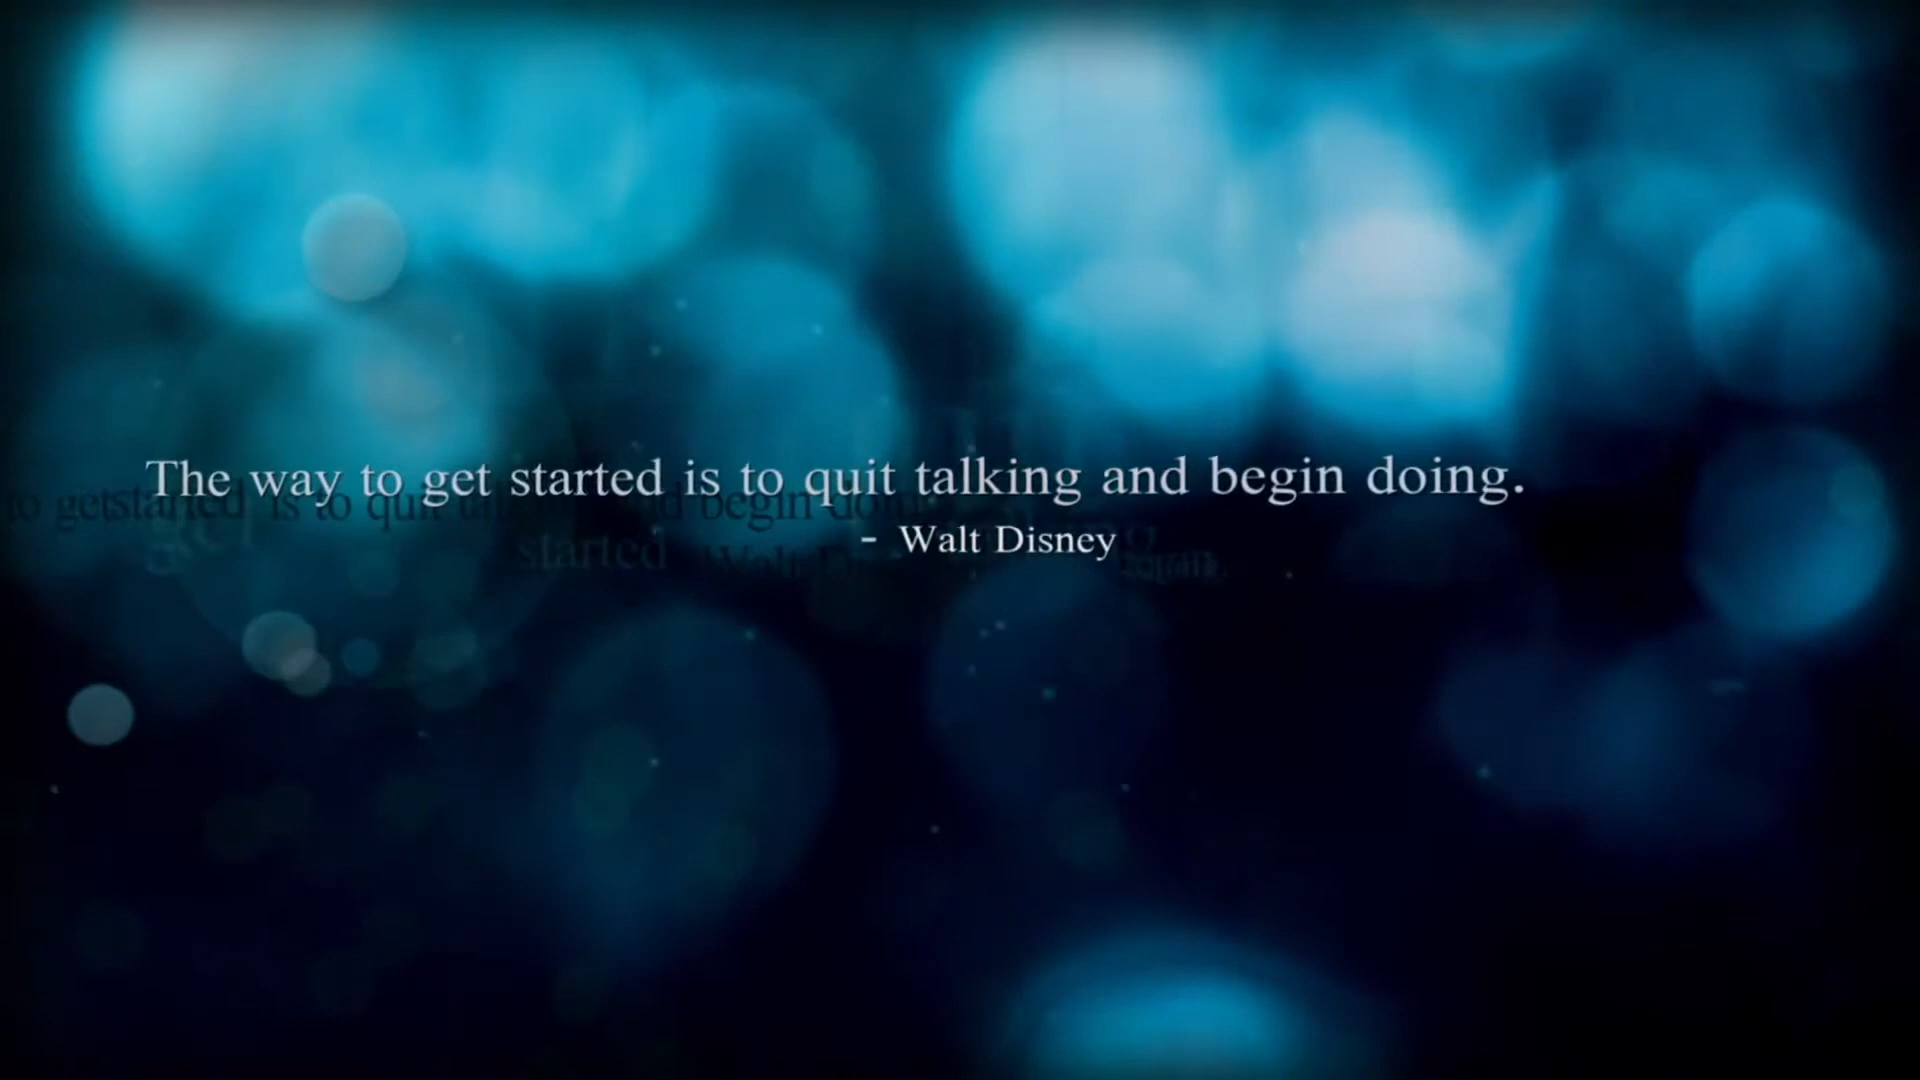 The way to get started is to quit talking and begin doing.
- Walt Disney